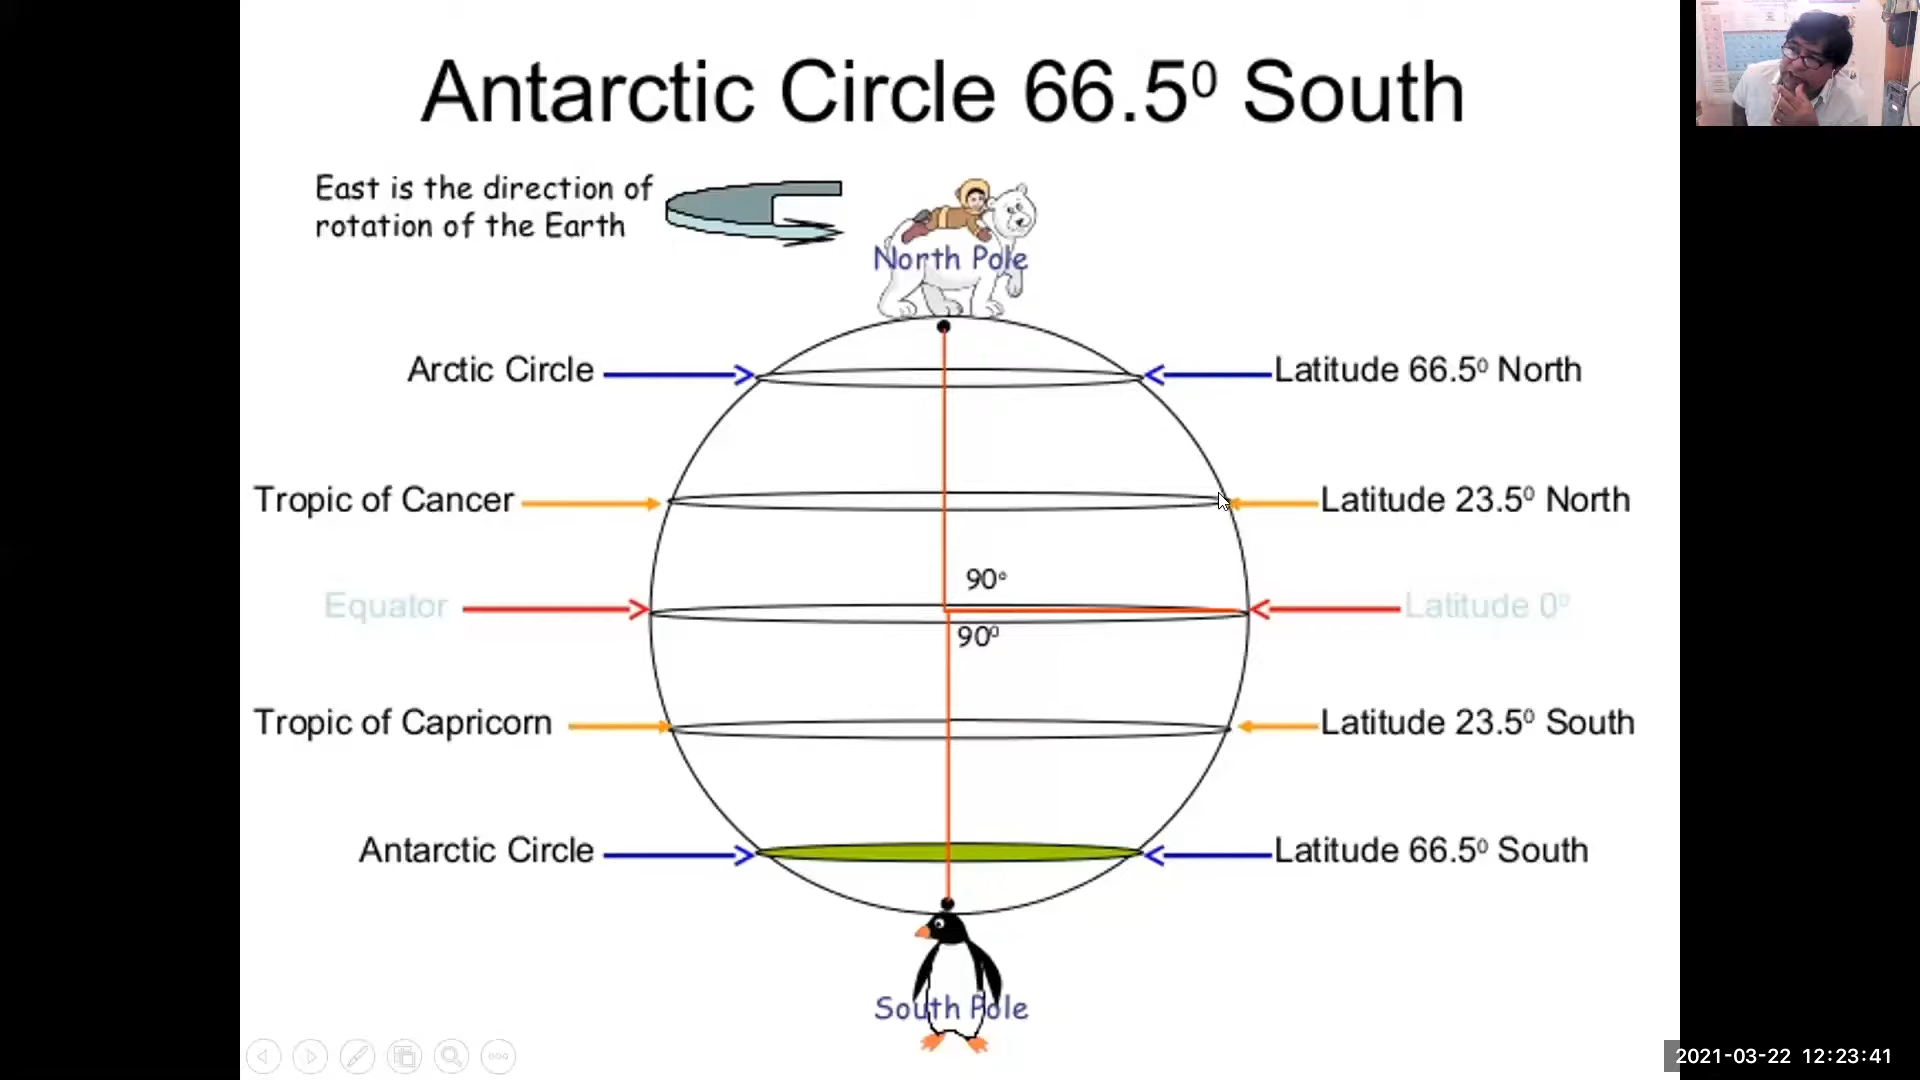 Antarctic Circle 66.5⁰ South
East is the direction of
rotation of the Earth
North Pole
Arctic Circle
Latitude 66.5⁰ North
Tropic of Cancer
Latitude 23.5⁰ North
90°
Equator
Latitude 0⁰
90⁰
Tropic of Capricorn
Latitude 23.5⁰ South
Antarctic Circle
Latitude 66.5⁰ South
South Pole
2021-03-22 12:23:41